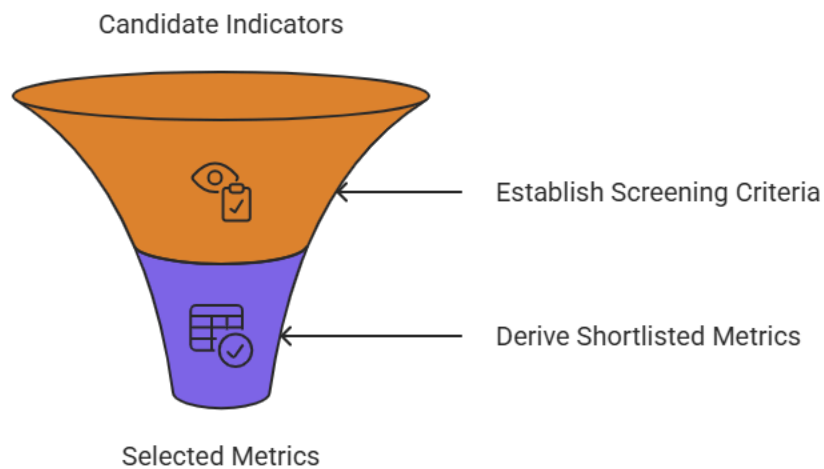 Candidate Indicators
Establish Screening Criteria
Derive Shortlisted Metrics
Selected Metrics